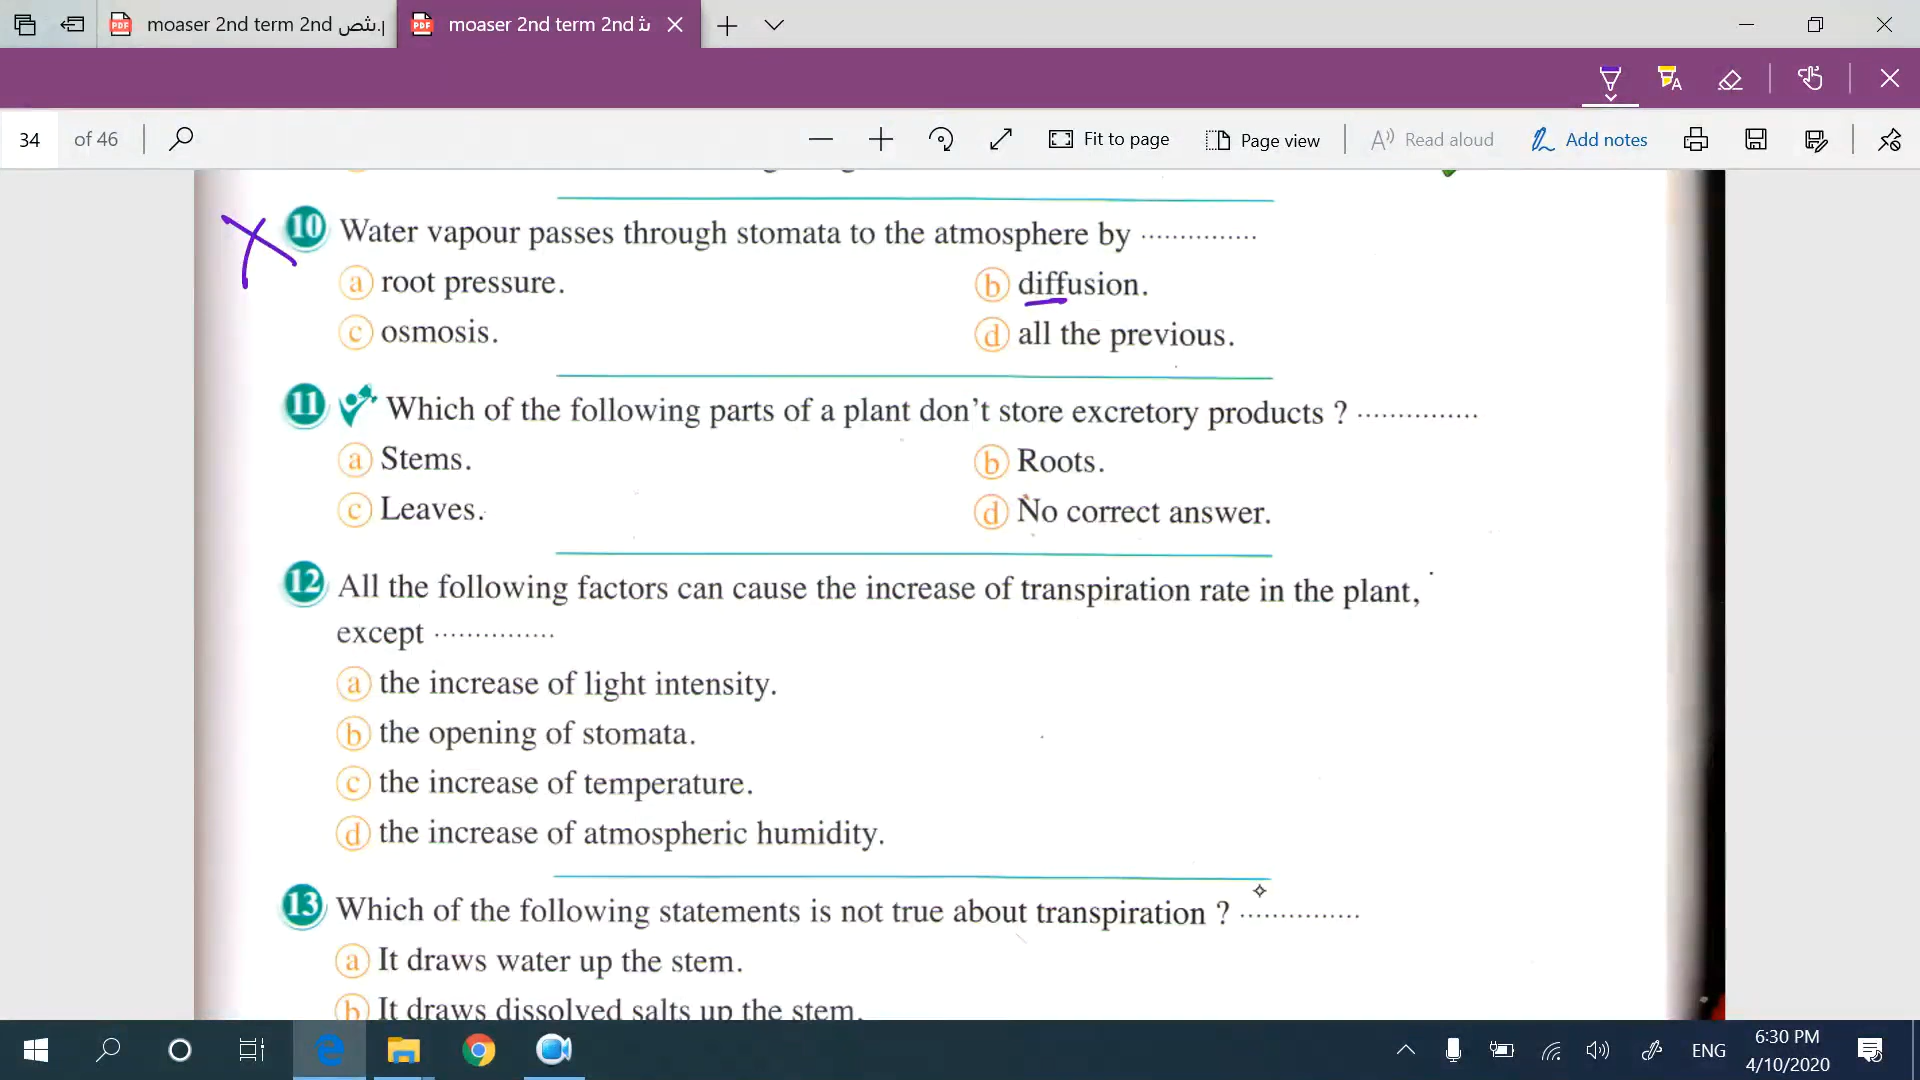 moaser 2nd term 2nd ثص.
moaser 2nd term 2nd ث
34 of 46
Fit to page
Page view
Read aloud
Add notes
10 Water vapour passes through stomata to the atmosphere by ...............
a root pressure.
b diffusion.
c osmosis.
d all the previous.
11 Which of the following parts of a plant don't store excretory products ? ...............
a Stems.
b Roots.
c Leaves.
d No correct answer.
12 All the following factors can cause the increase of transpiration rate in the plant,
except ...............
a the increase of light intensity.
b the opening of stomata.
c the increase of temperature.
d the increase of atmospheric humidity.
13 Which of the following statements is not true about transpiration ? ...............
a It draws water up the stem.
b It draws dissolved salts up the stem.
ENG
6:30 PM
4/10/2020